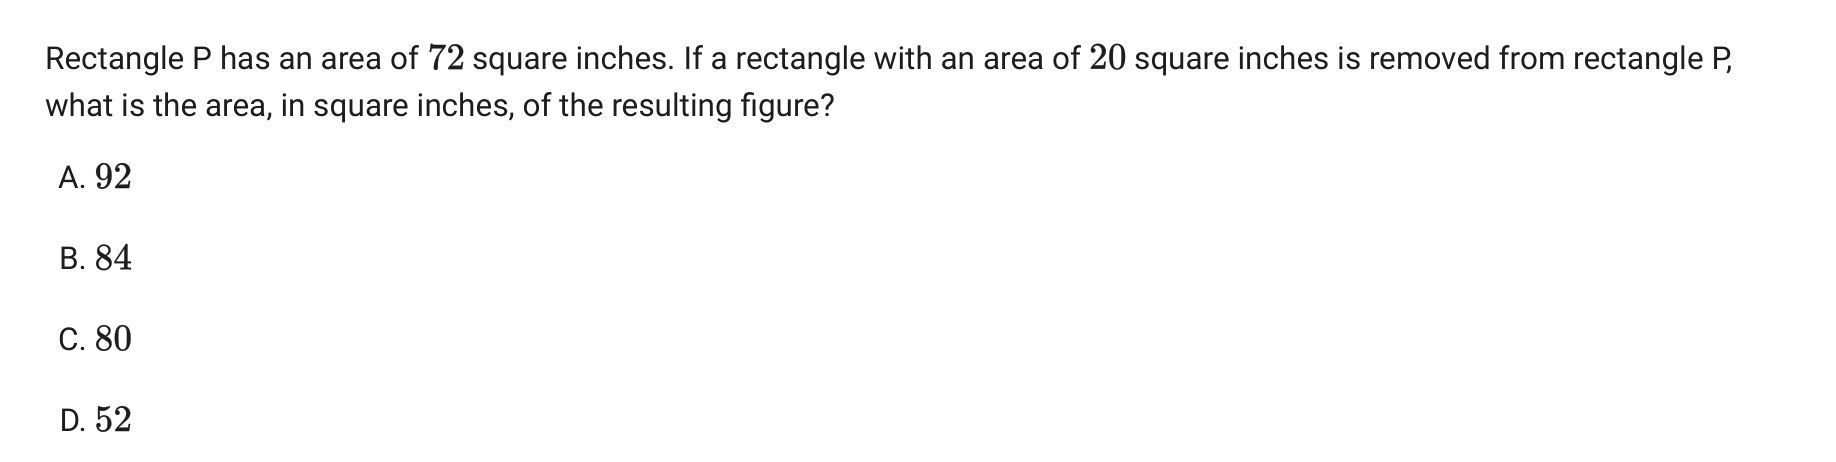 Rectangle P has an area of 72 square inches. If a rectangle with an area of 20 square inches is removed from rectangle P,
what is the area, in square inches, of the resulting figure?
A. 92
B. 84
C. 80
D. 52